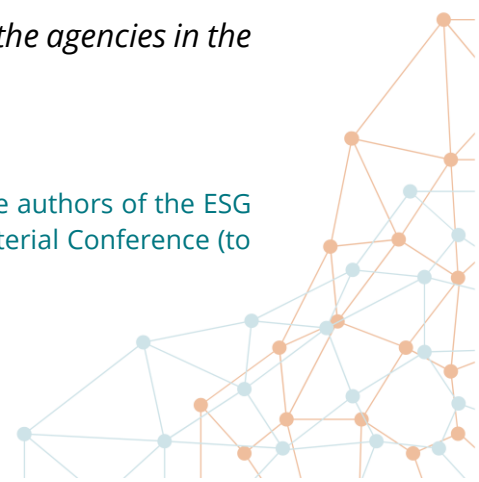 the agencies in the
authors of the ESG
terial Conference (to